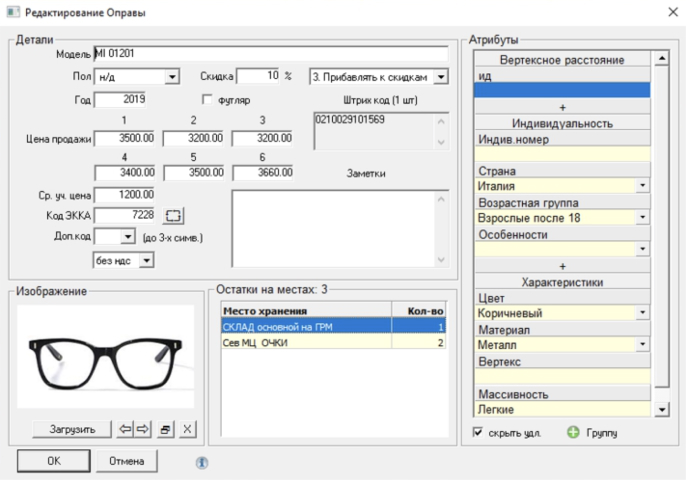 Редактирование Оправы
Детали
Модель MI 01201
Пол н/д Скидка 10 % 3. Прибавлять к скидкам
Год 2019 футляр Штрих код (1 шт)
1 2 3 0210029101569
Цена продажи 3500.00 3200.00 3200.00
4 5 6
3400.00 3500.00 3660.00 Заметки
Ср. уч. цена 1200.00
Код ЭККА 7228
Доп.код (до 3-х симв.)
без ндс
Изображение
Загрузить
Остатки на местах: 3
Место хранения Кол-во
СКЛАД основной на ГРМ 1
Сев МЦ ОЧКИ 2
Атрибуты
Вертексное расстояние
ид
+
Индивидуальность
Индив.номер
Страна
Италия
Возрастная группа
Взрослые после 18
Особенности
+
Характеристики
Цвет
Коричневый
Материал
Металл
Вертекс
Массивность
Легкие
скрыть удл. Группу
OK Отмена